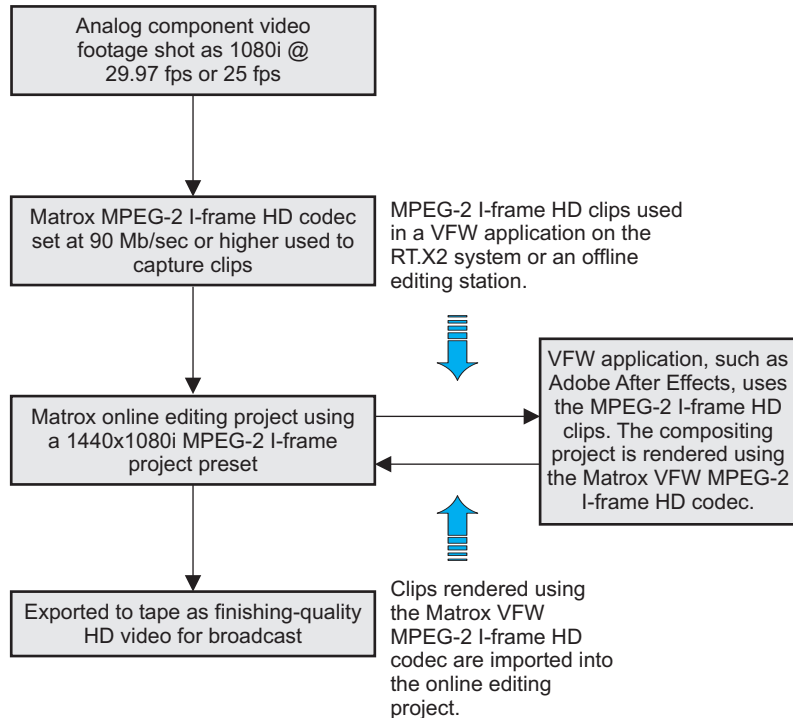 Analog component video
footage shot as 1080i @
29.97 fps or 25 fps
Matrox MPEG-2 I-frame HD codec
set at 90 Mb/sec or higher used to
capture clips
MPEG-2 I-frame HD clips used
in a VFW application on the
RT.X2 system or an offline
editing station.
Matrox online editing project using
a 1440x1080i MPEG-2 I-frame
project preset
VFW application, such as
Adobe After Effects, uses
the MPEG-2 I-frame HD
clips. The compositing
project is rendered using
the Matrox VFW MPEG-2
I-frame HD codec.
Exported to tape as finishing-quality
HD video for broadcast
Clips rendered using
the Matrox VFW
MPEG-2 I-frame HD
codec are imported into
the online editing
project.